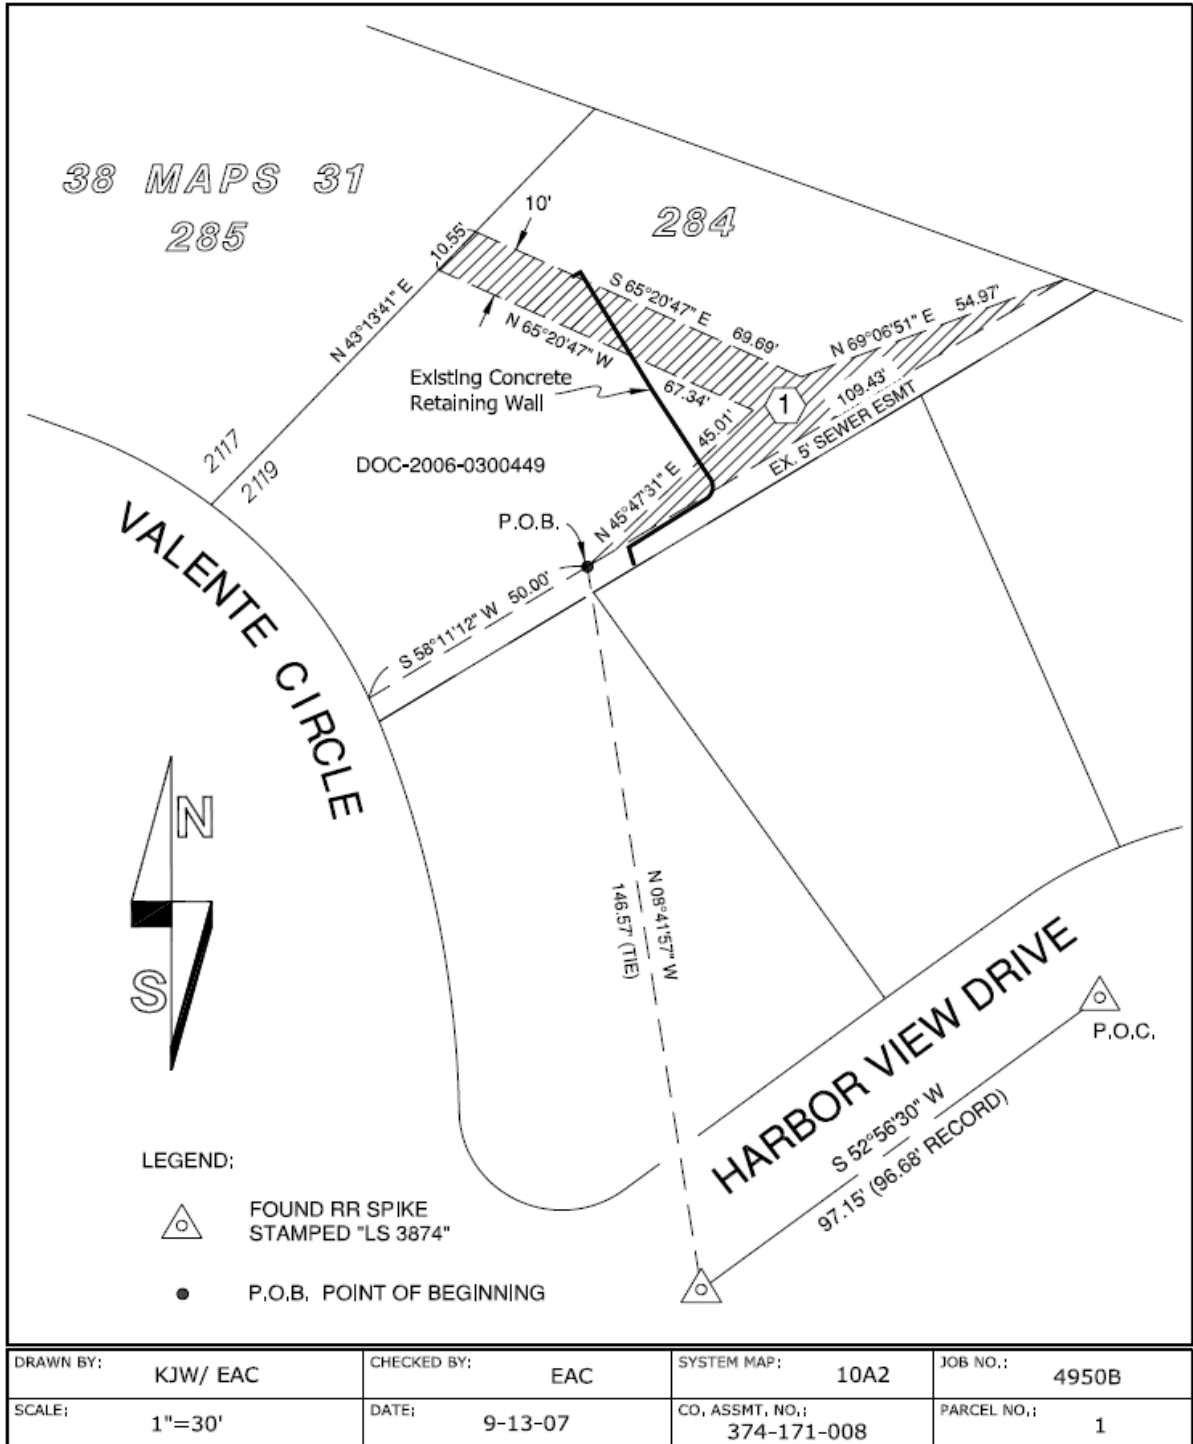 38 MAPS 31
285
284
10'
10.55'
S 65°20'47" E
69.69'
N 43°13'41" E
N 65°20'47" W
67.34'
N 69°06'51" E
54.97'
Existing Concrete
Retaining Wall
1
109.43'
EX. 5' SEWER ESMT
45.01'
N 45°47'31" E
2117
2119
DOC-2006-0300449
P.O.B.
S 58°11'12" W
50.00'
VALENTE CIRCLE
N
S
N 08°41'57" W
146.57' (TIE)
HARBOR VIEW DRIVE
P.O.C.
S 52°56'30" W
97.15' (96.68' RECORD)
LEGEND:
FOUND RR SPIKE
STAMPED "LS 3874"
P.O.B. POINT OF BEGINNING
DRAWN BY: KJW/ EAC
CHECKED BY: EAC
SYSTEM MAP: 10A2
JOB NO.: 4950B
SCALE: 1"=30'
DATE: 9-13-07
CO. ASSMT. NO.: 374-171-008
PARCEL NO.: 1